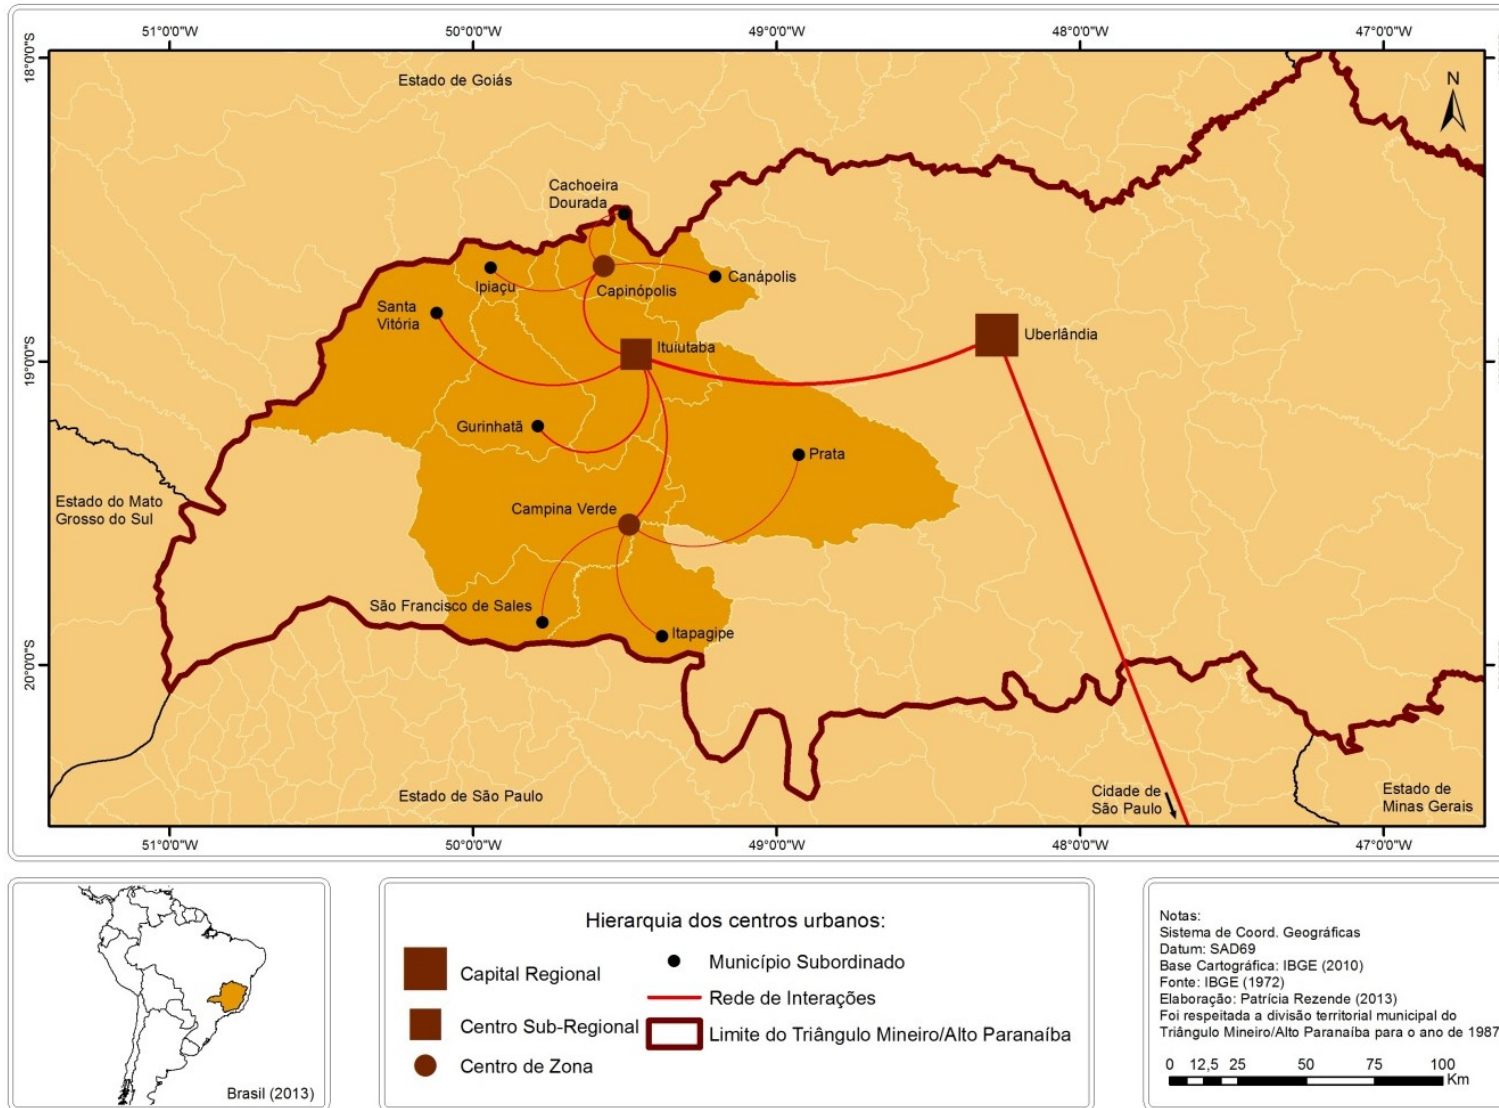 51°0'0"W
50°0'0"W
49°0'0"W
48°0'0"W
47°0'0"W
18°0'0"S
Estado de Goiás
N
Cachoeira
Dourada
Ipiaçu
Capinópolis
Canápolis
Santa
Vitória
Ituiutaba
Uberlândia
19°0'0"S
Gurinhatã
Prata
Estado do Mato
Grosso do Sul
Campina Verde
São Francisco de Sales
Itapagipe
20°0'0"S
Estado de São Paulo
Cidade de
São Paulo
Estado de
Minas Gerais
51°0'0"W
50°0'0"W
49°0'0"W
48°0'0"W
47°0'0"W
Brasil (2013)
Hierarquia dos centros urbanos:
Capital Regional
Centro Sub-Regional
Centro de Zona
Município Subordinado
Rede de Interações
Limite do Triângulo Mineiro/Alto Paranaíba
Notas:
Sistema de Coord. Geográficas
Datum: SAD69
Base Cartográfica: IBGE (2010)
Fonte: IBGE (1972)
Elaboração: Patrícia Rezende (2013)
Foi respeitada a divisão territorial municipal do
Triângulo Mineiro/Alto Paranaíba para o ano de 1987
0 12,5 25 50 75 100
Km